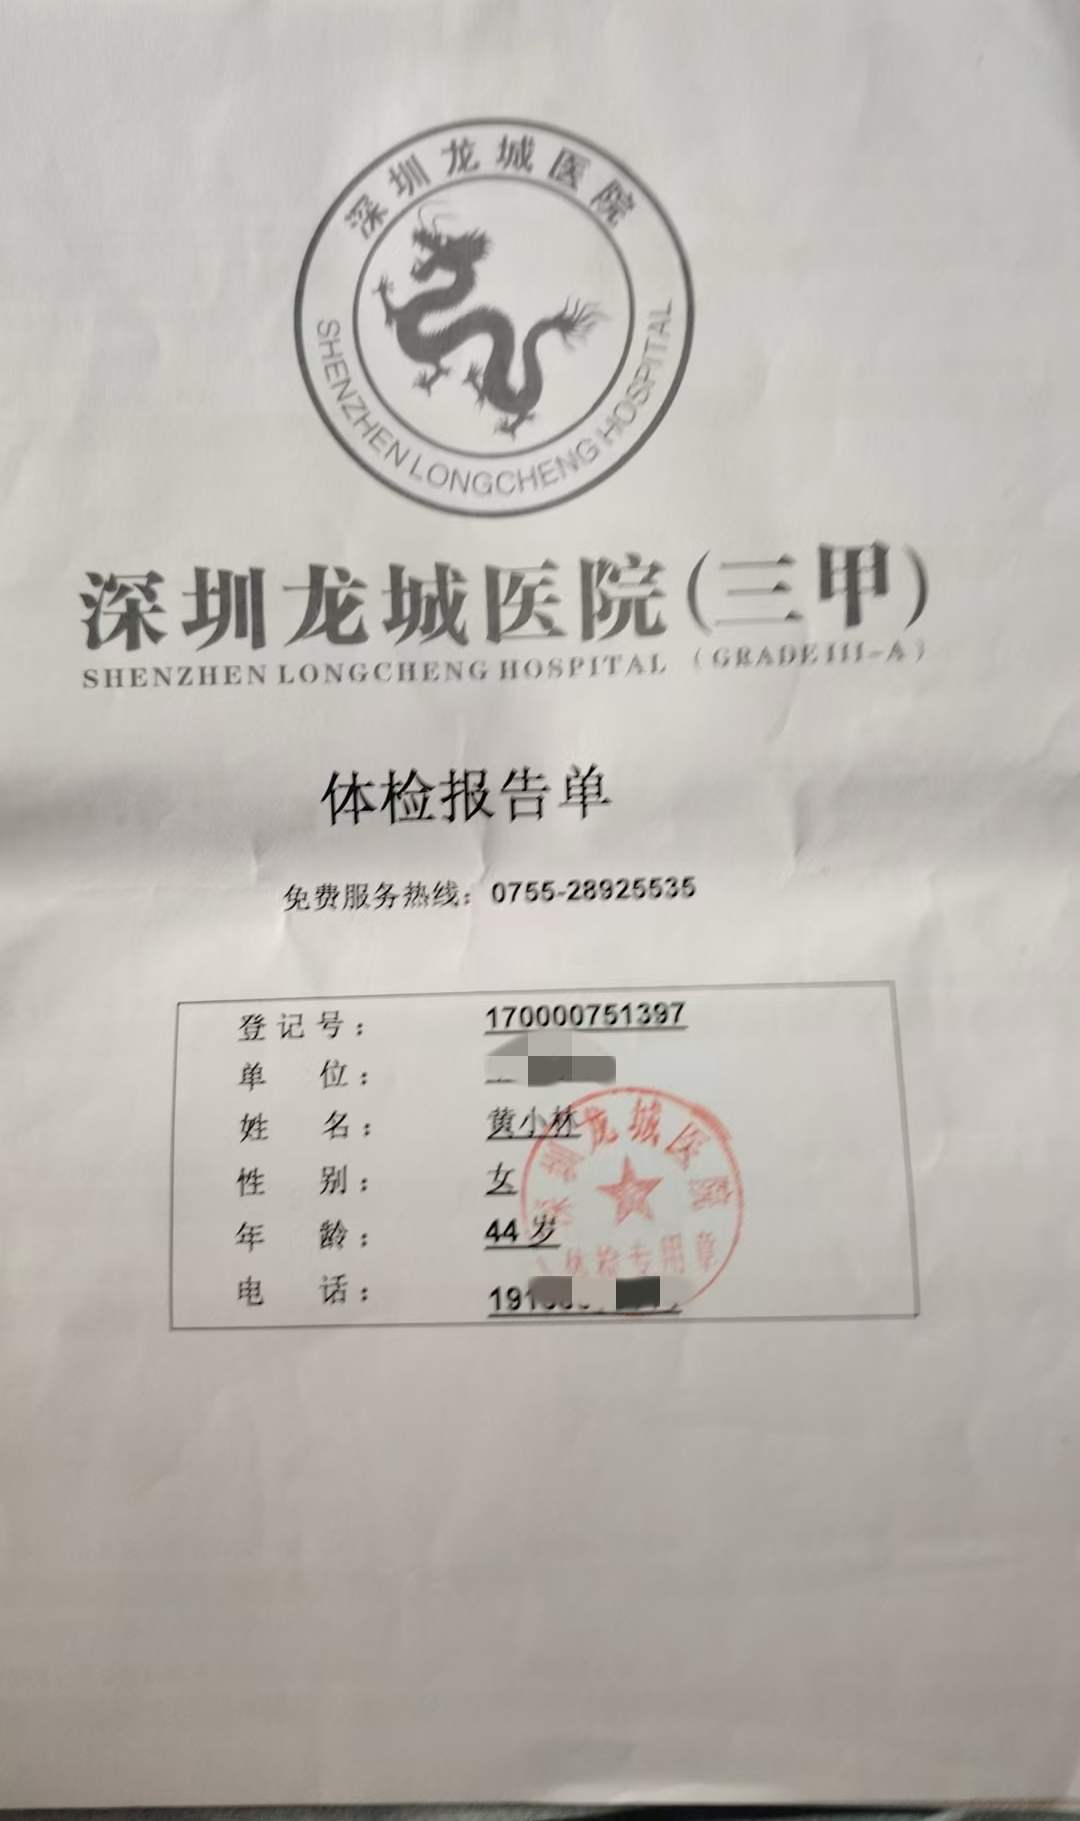 深圳龙城医院
SHENZHEN LONGCHENG HOSPITAL
深圳龙城医院(三甲)
SHENZHEN LONGCHENG HOSPITAL (GRADE III-A)
体检报告单
免费服务热线：0755-28925535
登记号： 170000751397
单 位：
姓 名： 黄小林
性 别： 女
年 龄： 44 岁
电 话：
深圳龙城医院
体检专用章